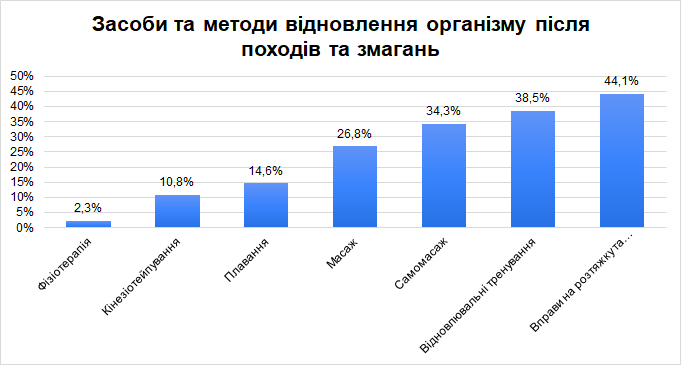 Засоби та методи відновлення організму після
походів та змагань
50%
45%
40%
35%
30%
25%
20%
15%
10%
5%
0%
2,3%
10,8%
14,6%
26,8%
34,3%
38,5%
44,1%
Фізіотерапія
Кінезіотейпування
Плавання
Масаж
Самомасаж
Відновлювальні тренування
Вправи на розтяжкута…